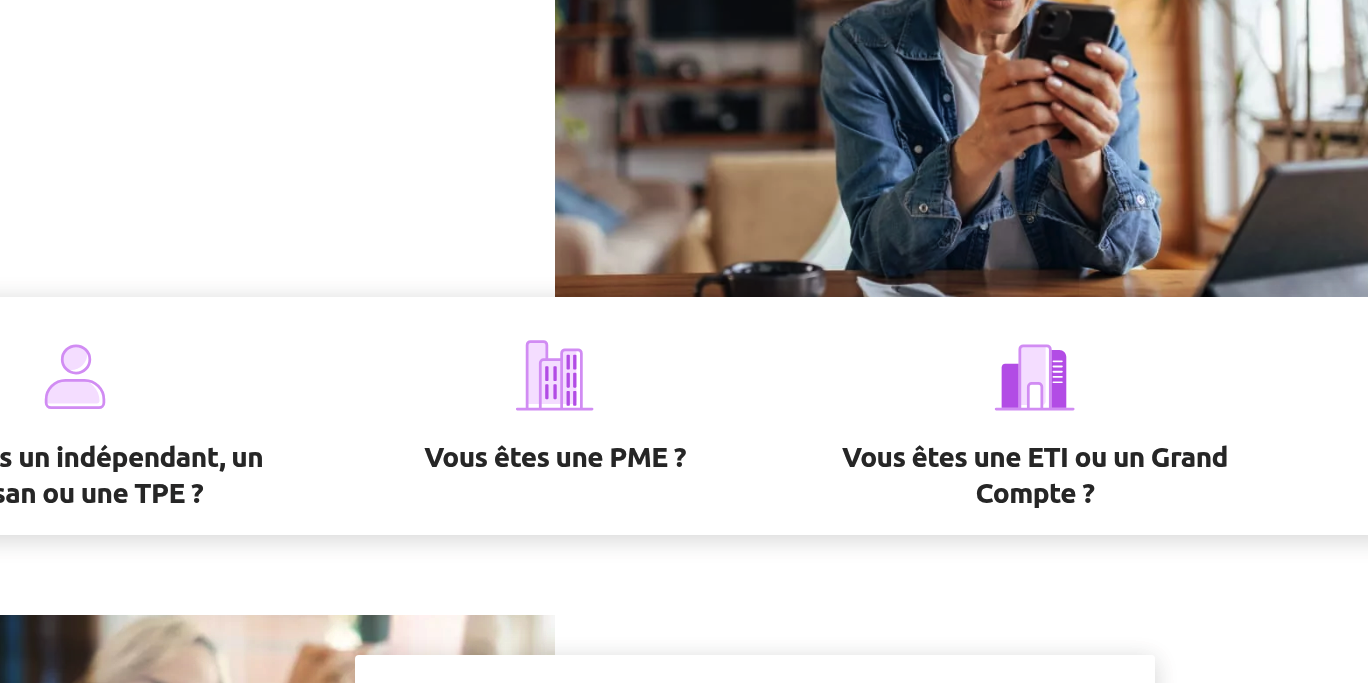 s un indépendant, un
san ou une TPE ?
Vous êtes une PME ?
Vous êtes une ETI ou un Grand
Compte ?